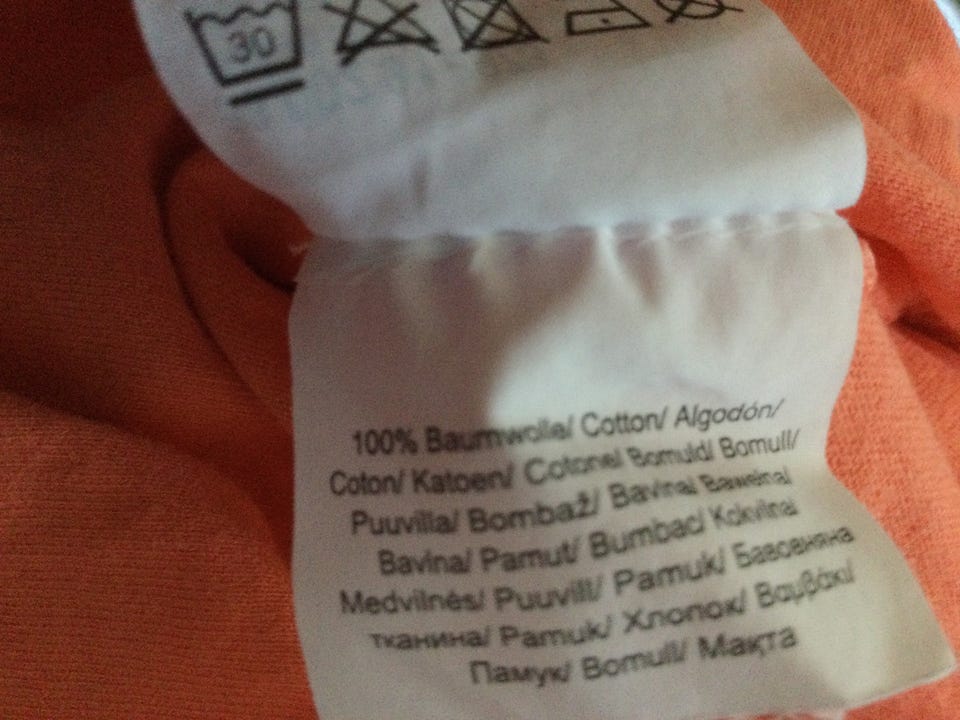 30
100% Baumwolle/ Cotton/ Algodón/
Coton/ Katoen/ Cotone/ Bomuld/ Bomull/
Puuvilla/ Bombaž/ Bavlna/ Bawełna/
Bavlna/ Pamut/ Bumbac/ Kokvilna/
Medvilnės/ Puuvill/ Pamuk/ Бавовняна
тканина/ Pamuk/ Хлопок/ Βαμβάκι/
Памук/ Bomull/ Мақта